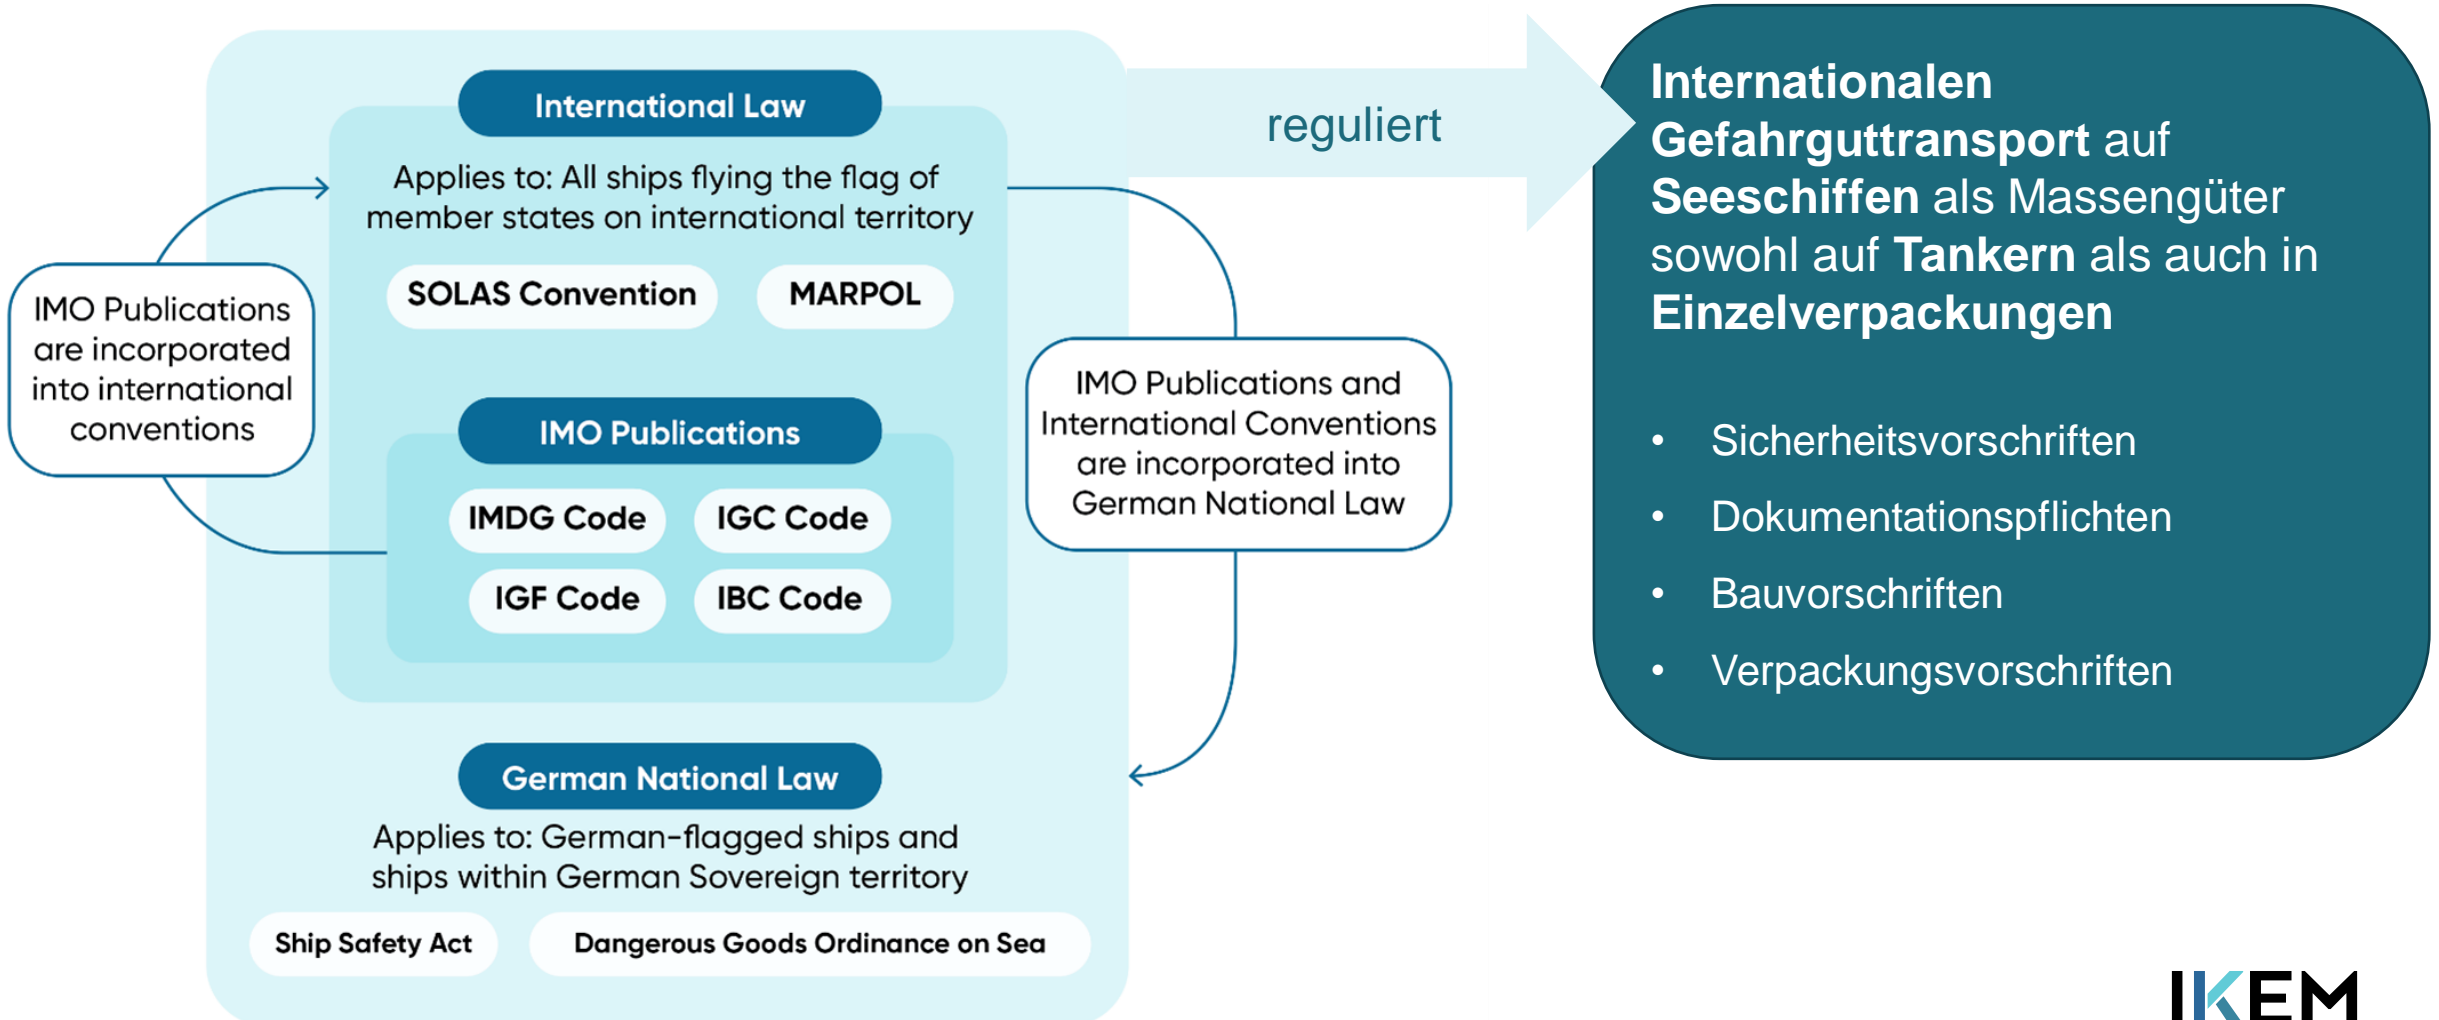 International Law
Applies to: All ships flying the flag of
member states on international territory
SOLAS Convention
MARPOL
IMO Publications
are incorporated
into international
conventions
IMO Publications
IMDG Code
IGC Code
IGF Code
IBC Code
IMO Publications and
International Conventions
are incorporated into
German National Law
German National Law
Applies to: German-flagged ships and
ships within German Sovereign territory
Ship Safety Act
Dangerous Goods Ordinance on Sea
reguliert
Internationalen
Gefahrguttransport auf
Seeschiffen als Massengüter
sowohl auf Tankern als auch in
Einzelverpackungen
• Sicherheitsvorschriften
• Dokumentationspflichten
• Bauvorschriften
• Verpackungsvorschriften
IKEM